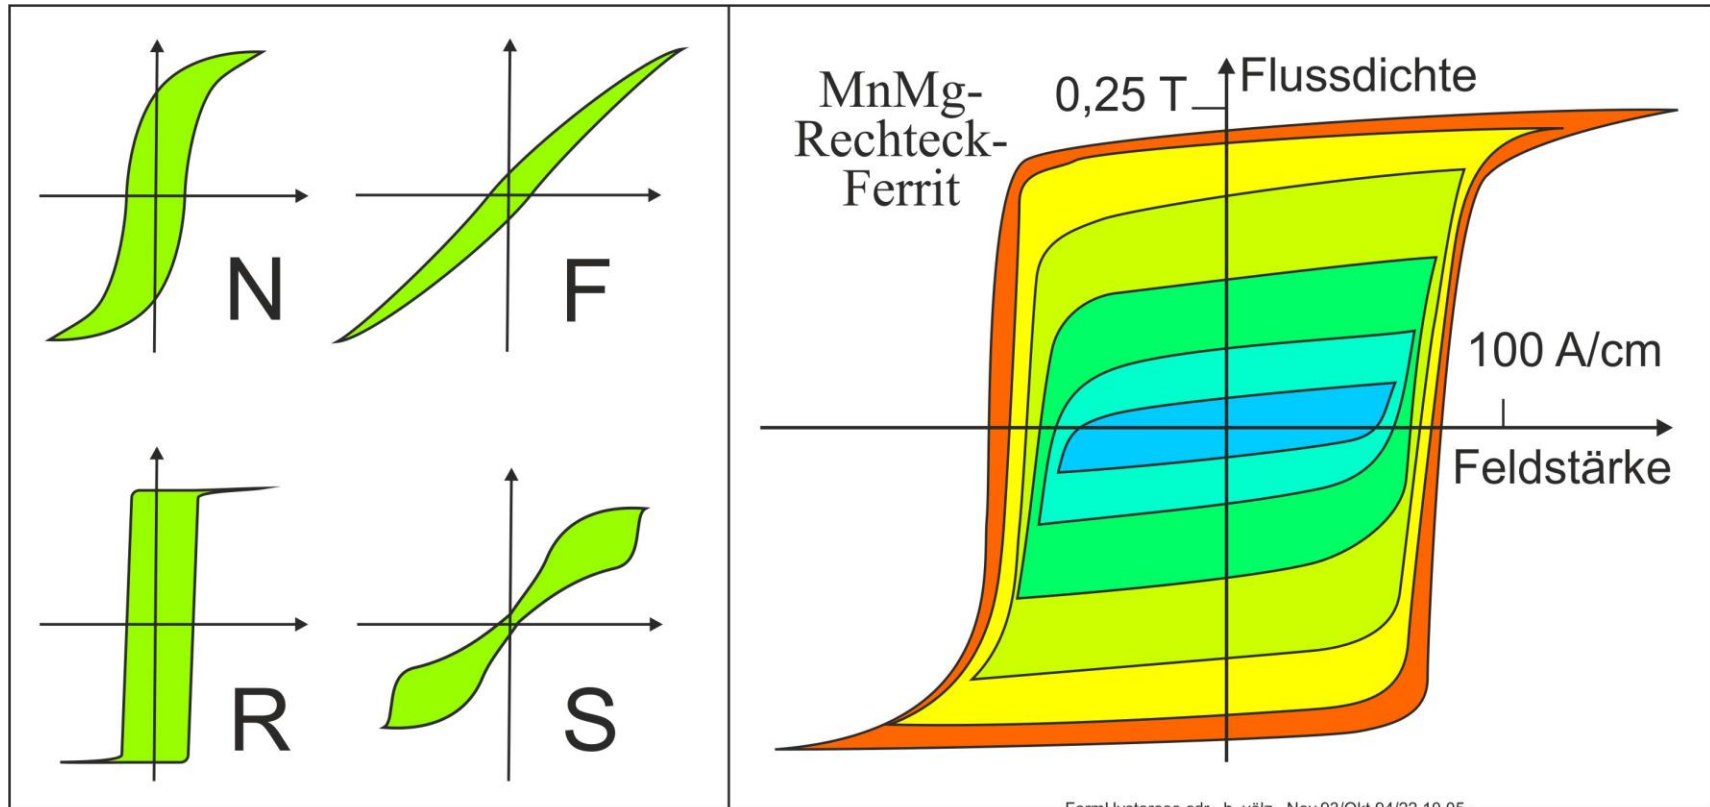 N
F
R
S
MnMg-
Rechteck-
Ferrit
0,25 T
Flussdichte
100 A/cm
Feldstärke